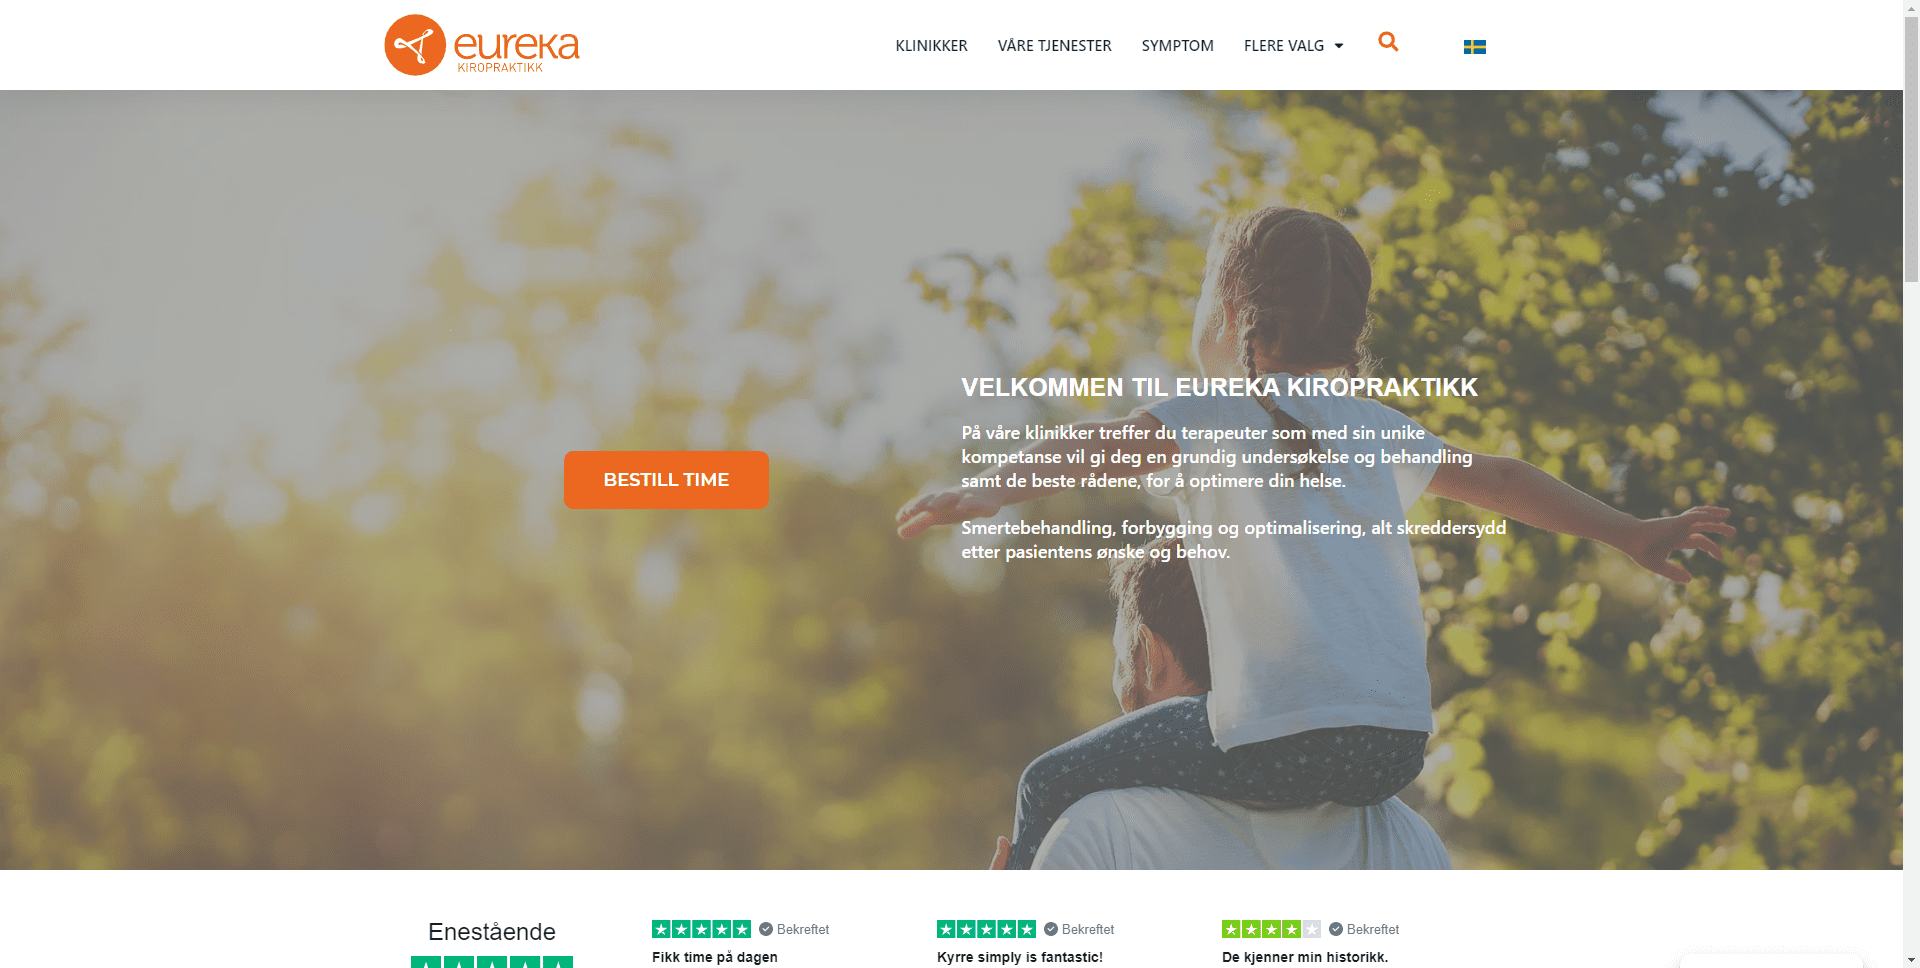 eureka
KIROPRAKTIKK
KLINIKKER
VÅRE TJENESTER
SYMPTOM
FLERE VALG
VELKOMMEN TIL EUREKA KIROPRAKTIKK
På våre klinikker treffer du terapeuter som med sin unike
kompetanse vil gi deg en grundig undersøkelse og behandling
samt de beste rådene, for å optimere din helse.
BESTILL TIME
Smertebehandling, forbygging og optimalisering, alt skreddersydd
etter pasientens ønske og behov.
Enestående
Bekreftet
Fikk time på dagen
Bekreftet
Kyrre simply is fantastic!
Bekreftet
De kjenner min historikk.